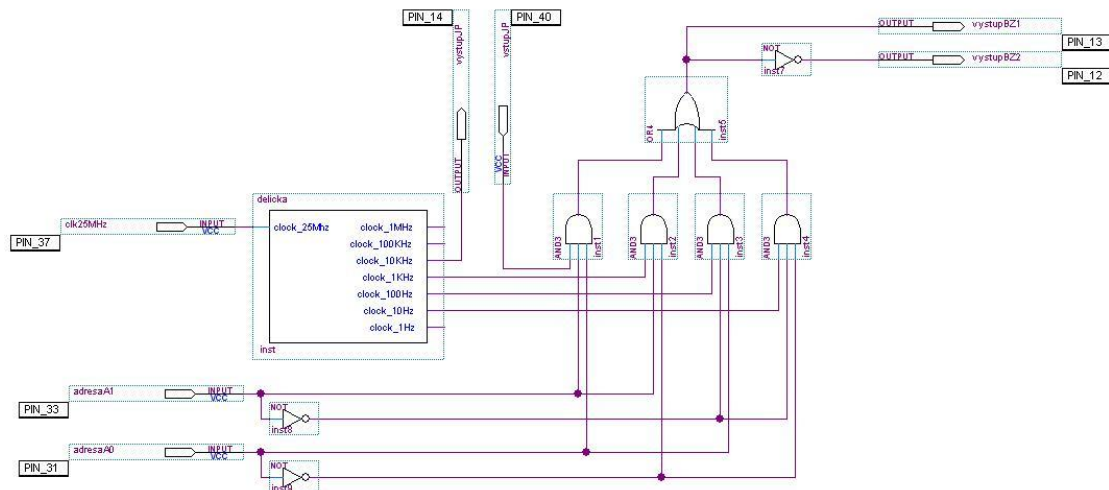 PIN_14
vystupJP
OUTPUT
PIN_40
vstupJP
VCC
INPUT
OUTPUT
vystupBZ1
PIN_13
NOT
inst7
OUTPUT
vystupBZ2
PIN_12
OR4
inst5
delicka
clk25MHz
INPUT
VCC
PIN_37
clock_25Mhz
clock_1MHz
clock_100KHz
clock_10KHz
clock_1KHz
clock_100Hz
clock_10Hz
clock_1Hz
inst
AND3
inst1
AND3
inst2
AND3
inst3
AND3
inst4
adresaA1
INPUT
VCC
PIN_33
NOT
inst8
adresaA0
INPUT
VCC
PIN_31
NOT
inst9